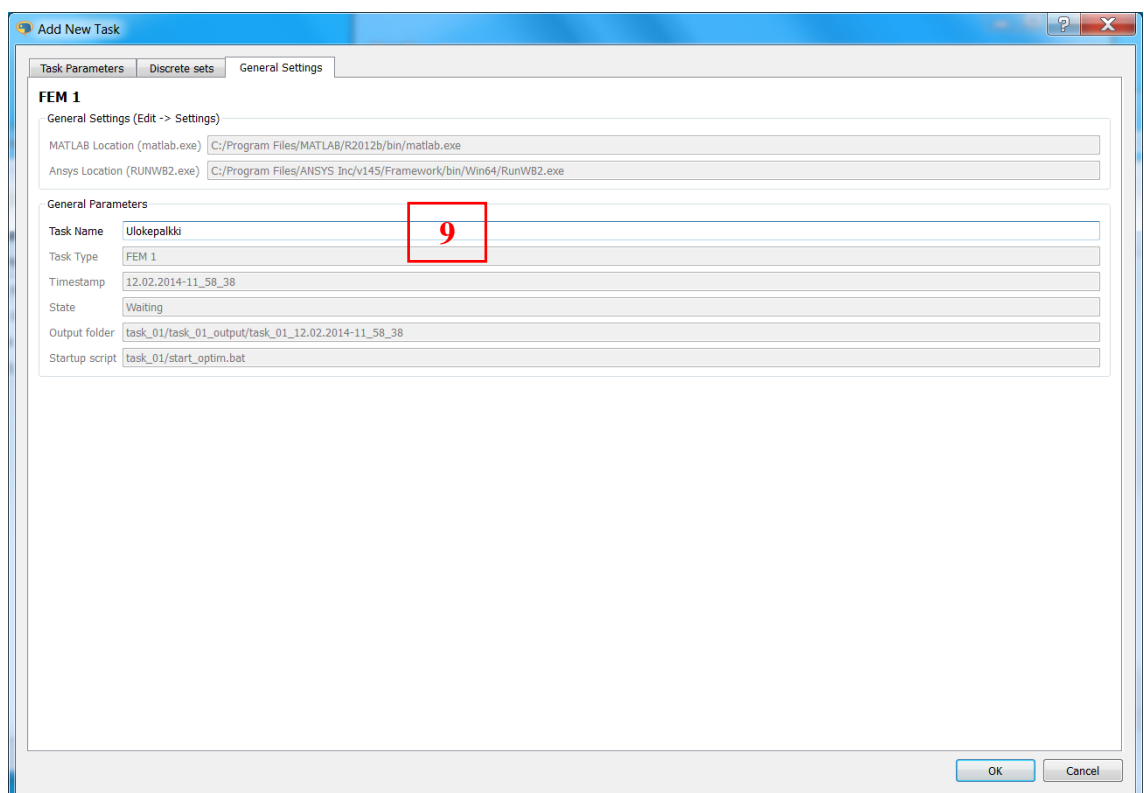 Add New Task
?
X
Task Parameters Discrete sets General Settings
FEM 1
General Settings (Edit -> Settings)
MATLAB Location (matlab.exe) C:/Program Files/MATLAB/R2012b/bin/matlab.exe
Ansys Location (RUNWB2.exe) C:/Program Files/ANSYS Inc/v145/Framework/bin/Win64/RunWB2.exe
General Parameters
Task Name Ulokepalkki
9
Task Type FEM 1
Timestamp 12.02.2014-11_58_38
State Waiting
Output folder task_01/task_01_output/task_01_12.02.2014-11_58_38
Startup script task_01/start_optim.bat
OK Cancel